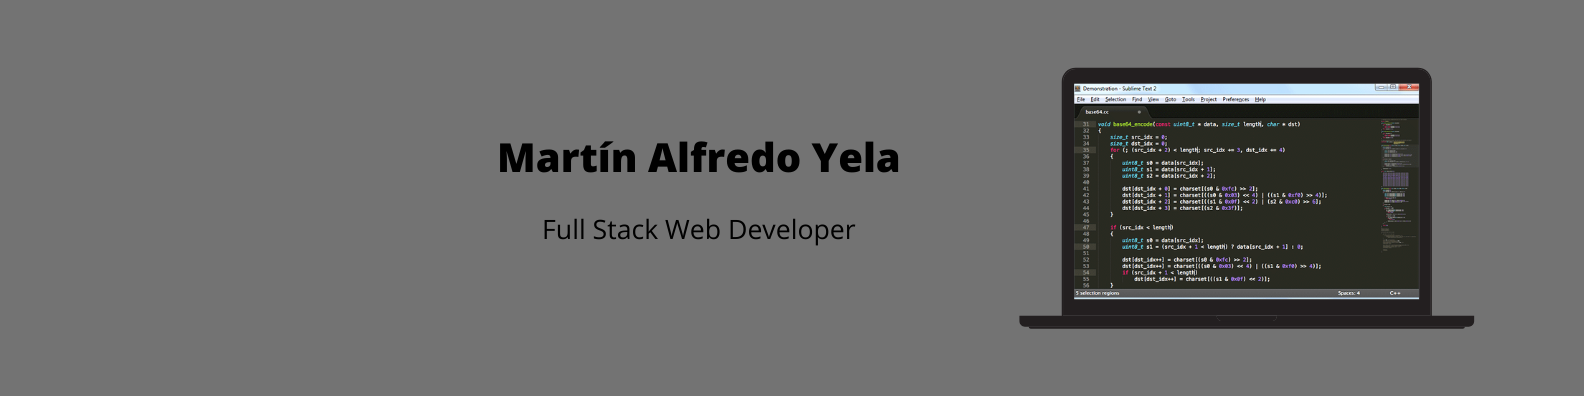 Martín Alfredo Yela
Full Stack Web Developer
Demonstration - Sublime Text 2
File Edit Selection Find View Goto Tools Project Preferences Help
base64.cc
31 void base64_encode(const uint8_t * data, size_t length, char * dst)
32 {
33 size_t src_idx = 0;
34 size_t dst_idx = 0;
35 for (; (src_idx + 2) < length; src_idx += 3, dst_idx += 4)
36 {
37 uint8_t s0 = data[src_idx];
38 uint8_t s1 = data[src_idx + 1];
39 uint8_t s2 = data[src_idx + 2];
40
41 dst[dst_idx + 0] = charset[(s0 & 0xfc) >> 2];
42 dst[dst_idx + 1] = charset[((s0 & 0x03) << 4) | ((s1 & 0xf0) >> 4)];
43 dst[dst_idx + 2] = charset[((s1 & 0x0f) << 2) | (s2 & 0xc0) >> 6];
44 dst[dst_idx + 3] = charset[(s2 & 0x3f)];
45 }
46
47 if (src_idx < length)
48 {
49 uint8_t s0 = data[src_idx];
50 uint8_t s1 = (src_idx + 1 < length) ? data[src_idx + 1] : 0;
51
52 dst[dst_idx++] = charset[(s0 & 0xfc) >> 2];
53 dst[dst_idx++] = charset[((s0 & 0x03) << 4) | ((s1 & 0xf0) >> 4)];
54 if (src_idx + 1 < length)
55 dst[dst_idx++] = charset[((s1 & 0x0f) << 2)];
56 }
5 selection regions Spaces: 4 C++